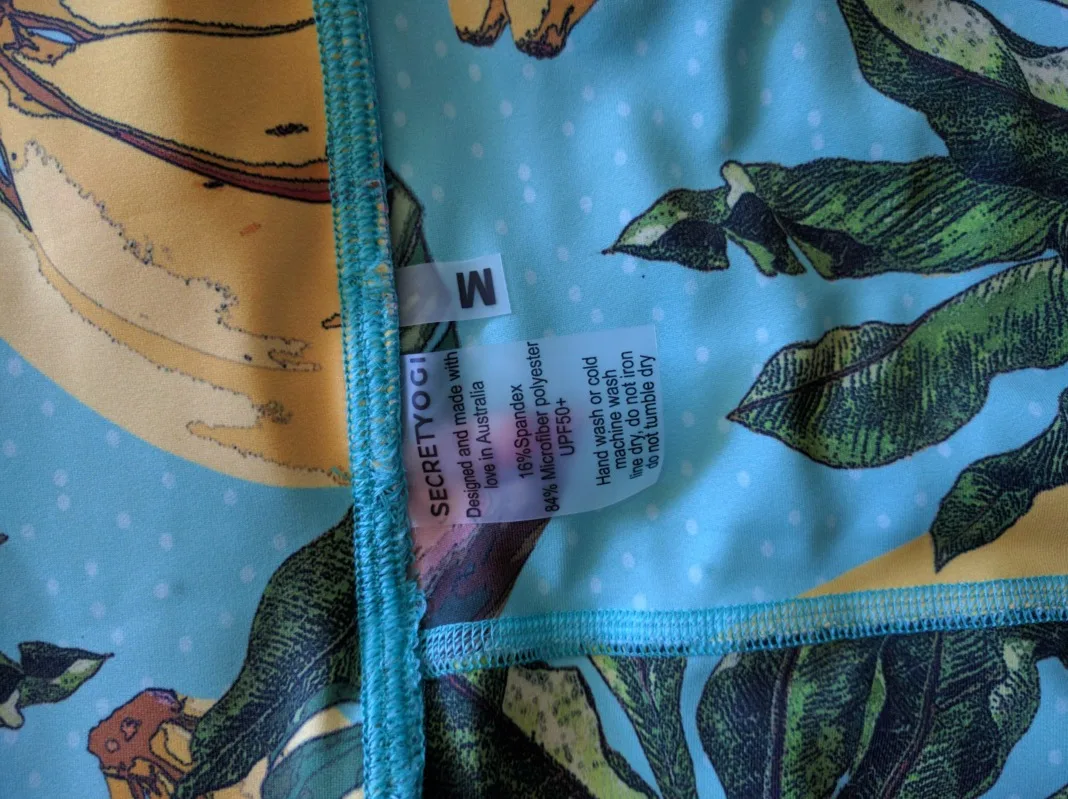 M
SECRETYOGI
Designed and made with
love in Australia
16%Spandex
84% Microfiber polyester
UPF50+
Hand wash or cold
machine wash
line dry, do not iron
do not tumble dry